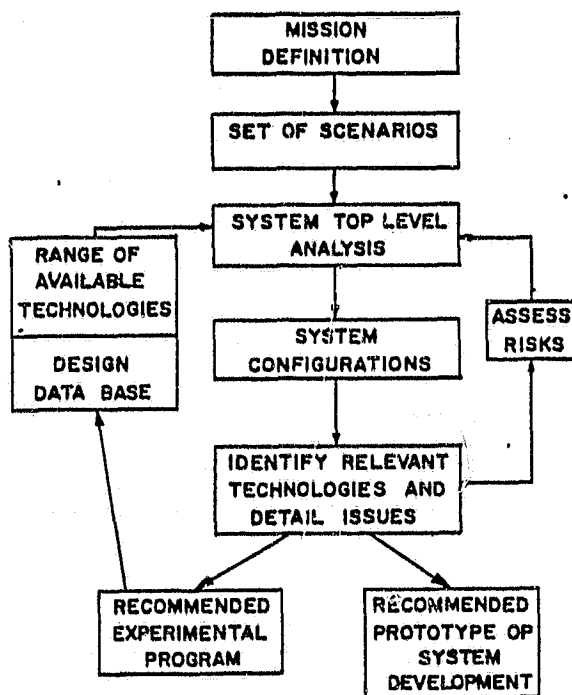 MISSION
DEFINITION
SET OF SCENARIOS
SYSTEM TOP LEVEL
ANALYSIS
RANGE OF
AVAILABLE
TECHNOLOGIES
DESIGN
DATA BASE
SYSTEM
CONFIGURATIONS
ASSESS
RISKS
IDENTIFY RELEVANT
TECHNOLOGIES AND
DETAIL ISSUES
RECOMMENDED
EXPERIMENTAL
PROGRAM
RECOMMENDED
PROTOTYPE OP
SYSTEM
DEVELOPMENT